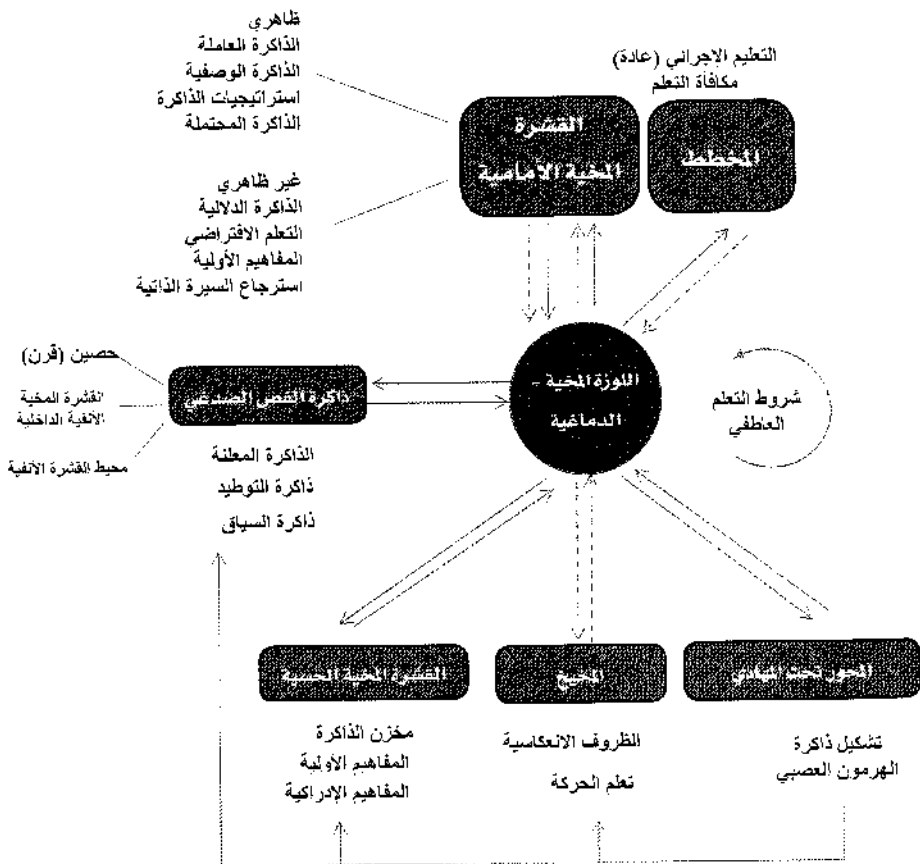 ظاهري
الذاكرة العاملة
الذاكرة الوصفية
استراتيجيات الذاكرة
الذاكرة المحتملة
التعليم الإجرائي (عادة)
مكافأة التعلم
القشرة
المخية الأمامية
المخطط
غير ظاهري
الذاكرة الدلالية
التعلم الافتراضي
المفاهيم الأولية
استرجاع السيرة الذاتية
حصين (قرن)
القشرة المخية
الأنفية الداخلية
محيط القشرة الأنفية
ذاكرة الفص الصدغي
الذاكرة المعلنة
ذاكرة التوطيد
ذاكرة السياق
اللوزة المخية -
الدماغية
شروط التعلم
العاطفي
القشرة المخية الحسية
مخزن الذاكرة
المفاهيم الأولية
المفاهيم الإدراكية
المخيخ
الظروف الانعكاسية
تعلم الحركة
المحور تحت المهادي
تشكيل ذاكرة
الهرمون العصبي